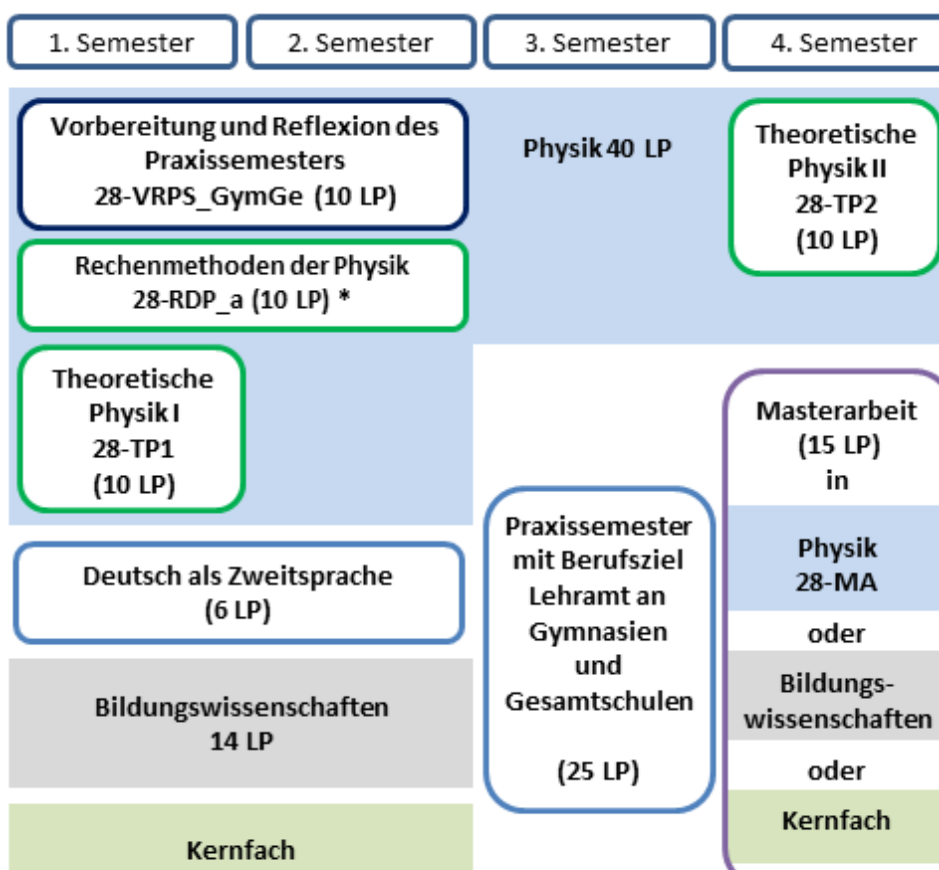 1. Semester
2. Semester
3. Semester
4. Semester
Vorbereitung und Reflexion des
Praxissemesters
28-VRPS_GymGe (10 LP)
Physik 40 LP
Theoretische
Physik II
28-TP2
(10 LP)
Rechenmethoden der Physik
28-RDP_a (10 LP) *
Theoretische
Physik I
28-TP1
(10 LP)
Masterarbeit
(15 LP)
in
Physik
28-MA
oder
Bildungs-
wissenschaften
oder
Kernfach
Praxissemester
mit Berufsziel
Lehramt an
Gymnasien
und
Gesamtschulen
(25 LP)
Deutsch als Zweitsprache
(6 LP)
Bildungswissenschaften
14 LP
Kernfach